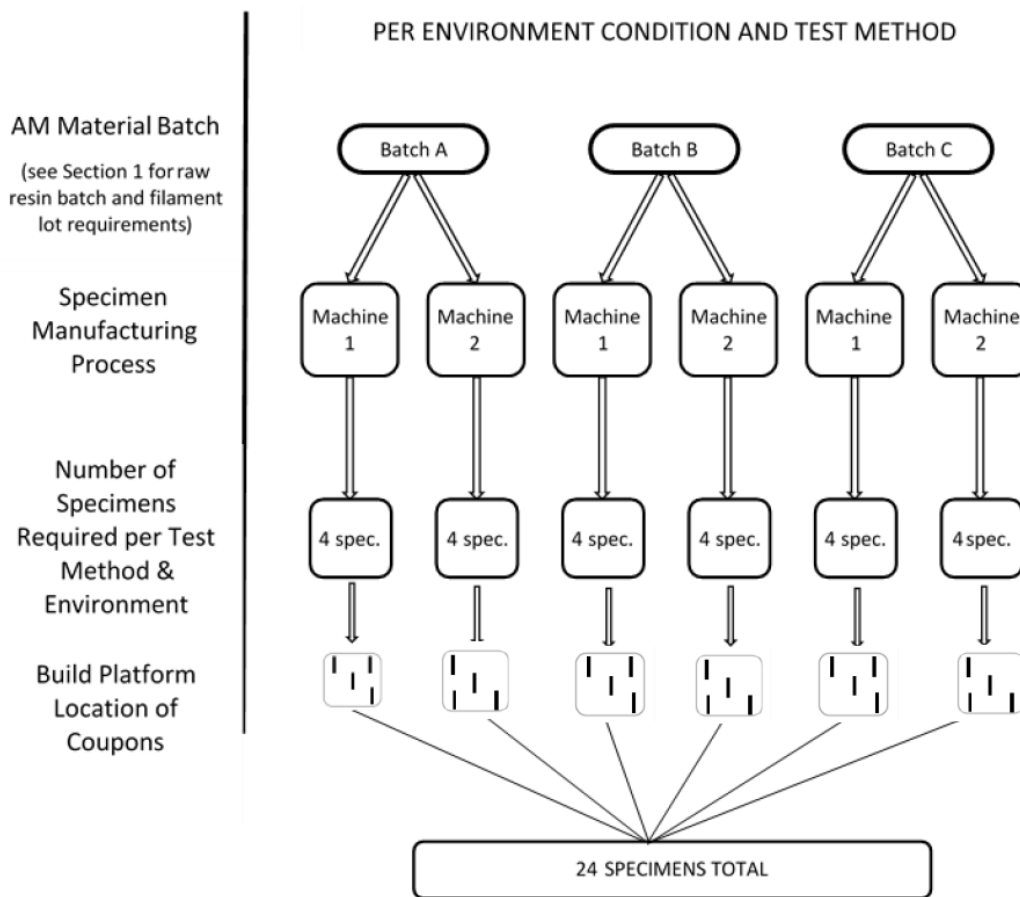 PER ENVIRONMENT CONDITION AND TEST METHOD
AM Material Batch
(see Section 1 for raw
resin batch and filament
lot requirements)
Batch A
Batch B
Batch C
Specimen
Manufacturing
Process
Machine
1
Machine
2
Machine
1
Machine
2
Machine
1
Machine
2
Number of
Specimens
Required per Test
Method &
Environment
4 spec.
4 spec.
4 spec.
4 spec.
4 spec.
4 spec.
Build Platform
Location of
Coupons
24 SPECIMENS TOTAL